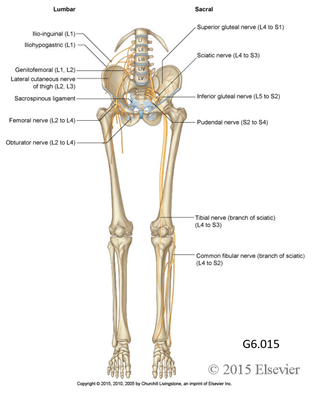 Lumbar
Sacral
Ilio-inguinal (L1)
Iliohypogastric (L1)
Genitofemoral (L1, L2)
Lateral cutaneous nerve
of thigh (L2, L3)
Sacrospinous ligament
Femoral nerve (L2 to L4)
Obturator nerve (L2 to L4)
Superior gluteal nerve (L4 to S1)
Sciatic nerve (L4 to S3)
Inferior gluteal nerve (L5 to S2)
Pudendal nerve (S2 to S4)
Tibial nerve (branch of sciatic)
(L4 to S3)
Common fibular nerve (branch of sciatic)
(L4 to S2)
G6.015
© 2015 Elsevier
Copyright © 2015, 2010, 2005 by Churchill Livingstone, an imprint of Elsevier Inc.